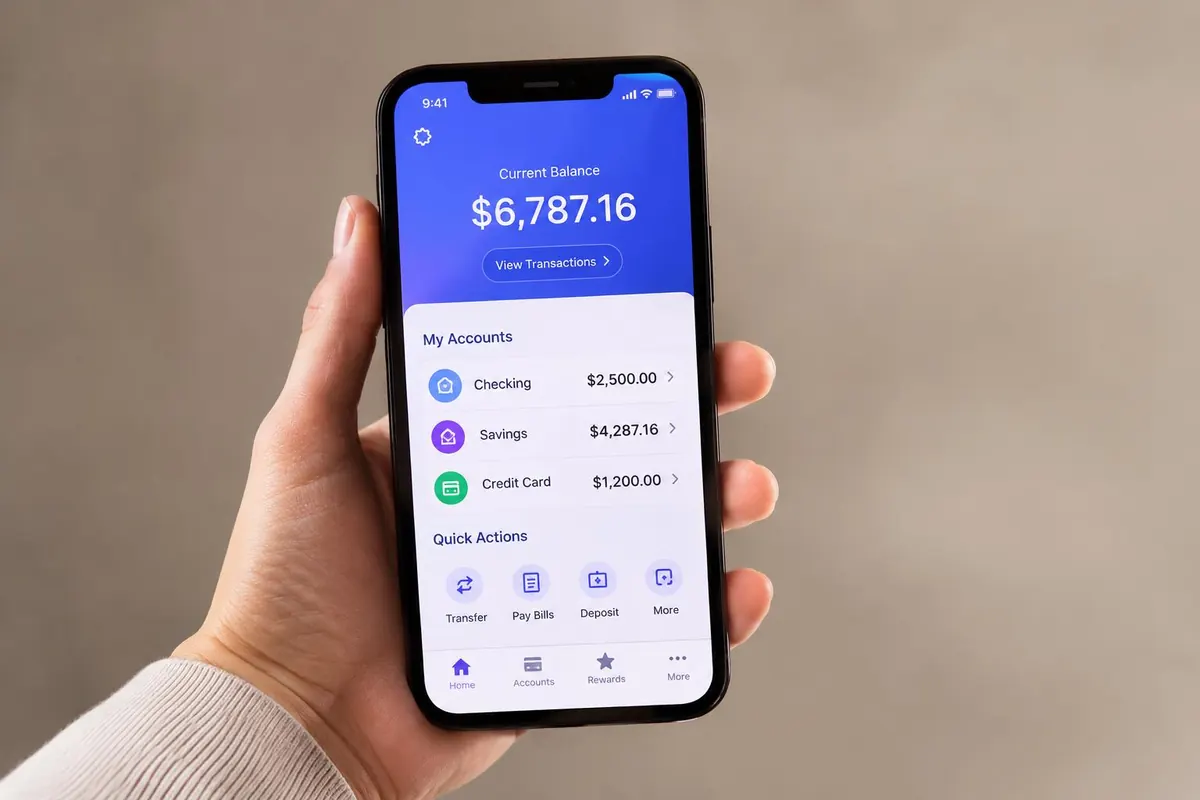 9:41
Current Balance
$6,787.16
View Transactions
My Accounts
Checking $2,500.00
Savings $4,287.16
Credit Card $1,200.00
Quick Actions
Transfer Pay Bills Deposit More
Home Accounts Rewards More